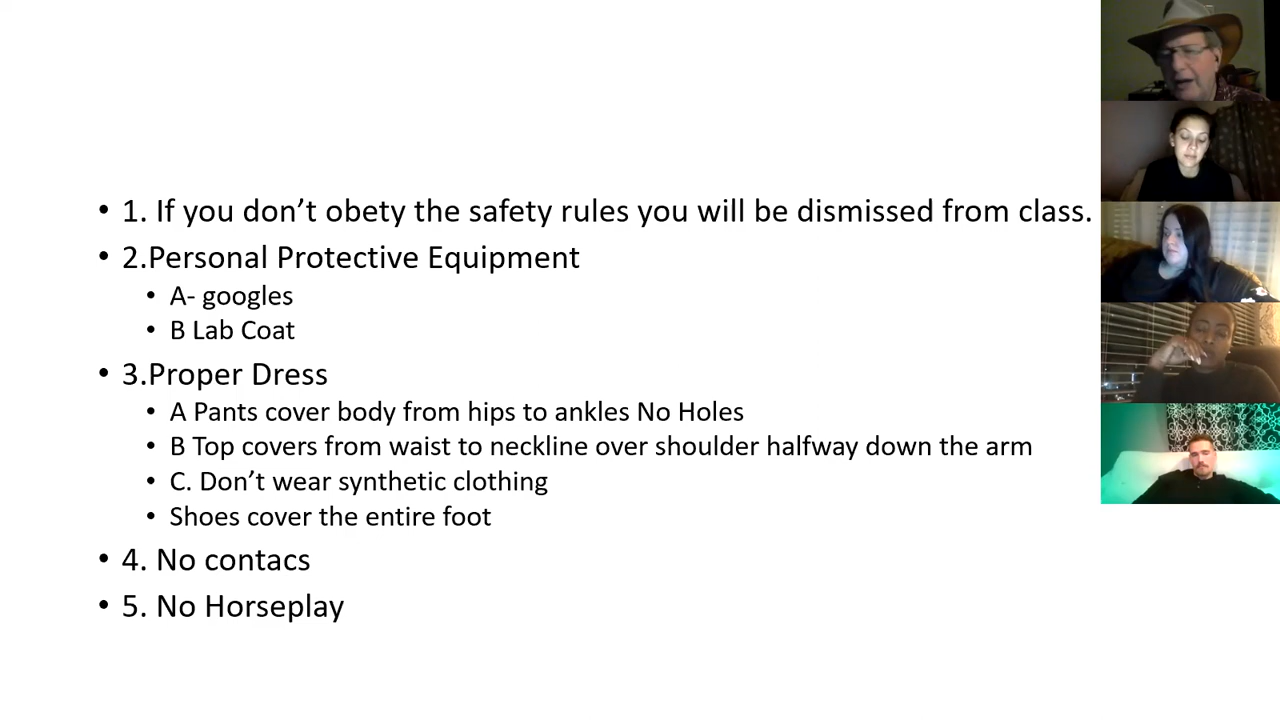 • 1. If you don’t obety the safety rules you will be dismissed from class.
• 2.Personal Protective Equipment
• A- googles
• B Lab Coat
• 3.Proper Dress
• A Pants cover body from hips to ankles No Holes
• B Top covers from waist to neckline over shoulder halfway down the arm
• C. Don’t wear synthetic clothing
• Shoes cover the entire foot
• 4. No contacs
• 5. No Horseplay